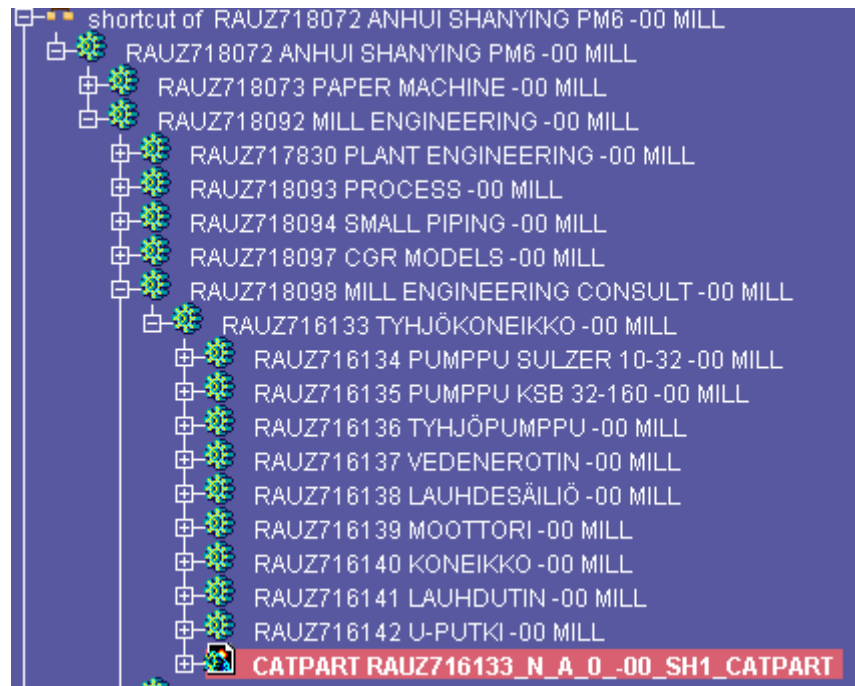 shortcut of RAUZ718072 ANHUI SHANYING PM6 -00 MILL
RAUZ718072 ANHUI SHANYING PM6 -00 MILL
RAUZ718073 PAPER MACHINE -00 MILL
RAUZ718092 MILL ENGINEERING -00 MILL
RAUZ717830 PLANT ENGINEERING -00 MILL
RAUZ718093 PROCESS -00 MILL
RAUZ718094 SMALL PIPING -00 MILL
RAUZ718097 CGR MODELS -00 MILL
RAUZ718098 MILL ENGINEERING CONSULT -00 MILL
RAUZ716133 TYHJÖKONEIKKO -00 MILL
RAUZ716134 PUMPPU SULZER 10-32 -00 MILL
RAUZ716135 PUMPPU KSB 32-160 -00 MILL
RAUZ716136 TYHJÖPUMPPU -00 MILL
RAUZ716137 VEDENEROTIN -00 MILL
RAUZ716138 LAUHDESÄILIÖ -00 MILL
RAUZ716139 MOOTTORI -00 MILL
RAUZ716140 KONEIKKO -00 MILL
RAUZ716141 LAUHDUTIN -00 MILL
RAUZ716142 U-PUTKI -00 MILL
CATPART RAUZ716133_N_A_0_-00_SH1_CATPART